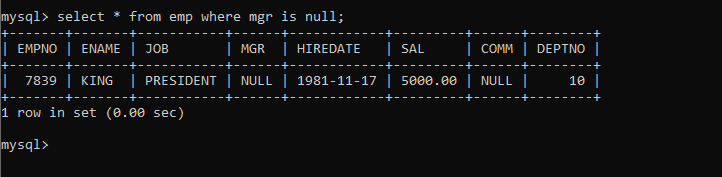 mysql> select * from emp where mgr is null;
+-------+-------+-----------+------+------------+---------+------+--------+
| EMPNO | ENAME | JOB       | MGR  | HIREDATE   | SAL     | COMM | DEPTNO |
+-------+-------+-----------+------+------------+---------+------+--------+
|  7839 | KING  | PRESIDENT | NULL | 1981-11-17 | 5000.00 | NULL |     10 |
+-------+-------+-----------+------+------------+---------+------+--------+
1 row in set (0.00 sec)
mysql>